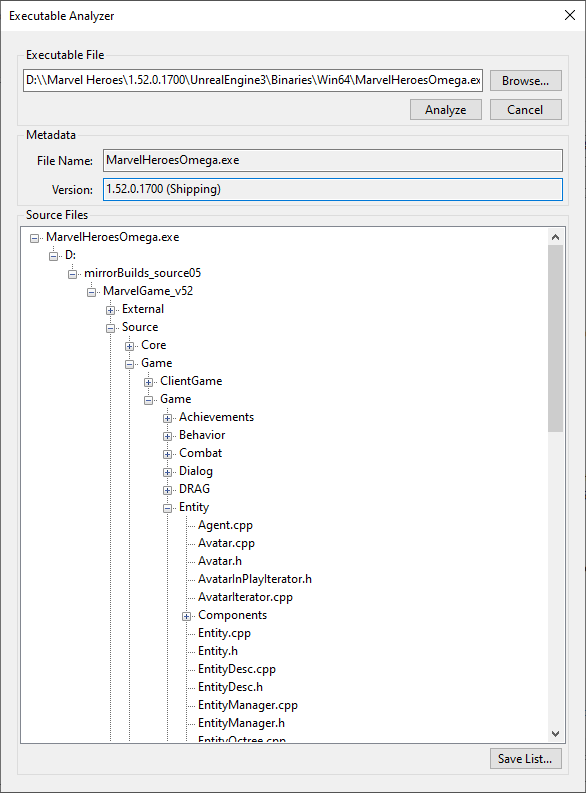 Executable Analyzer
Executable File
D:\\Marvel Heroes\1.52.0.1700\UnrealEngine3\Binaries\Win64\MarvelHeroesOmega.ex
Browse...
Analyze
Cancel
Metadata
File Name:
MarvelHeroesOmega.exe
Version:
1.52.0.1700 (Shipping)
Source Files
MarvelHeroesOmega.exe
D:
mirrorBuilds_source05
MarvelGame_v52
External
Source
Core
Game
ClientGame
Game
Achievements
Behavior
Combat
Dialog
DRAG
Entity
Agent.cpp
Avatar.cpp
Avatar.h
AvatarInPlayIterator.h
AvatarIterator.cpp
Components
Entity.cpp
Entity.h
EntityDesc.cpp
EntityDesc.h
EntityManager.cpp
EntityManager.h
EntityOctree.cpp
Save List...